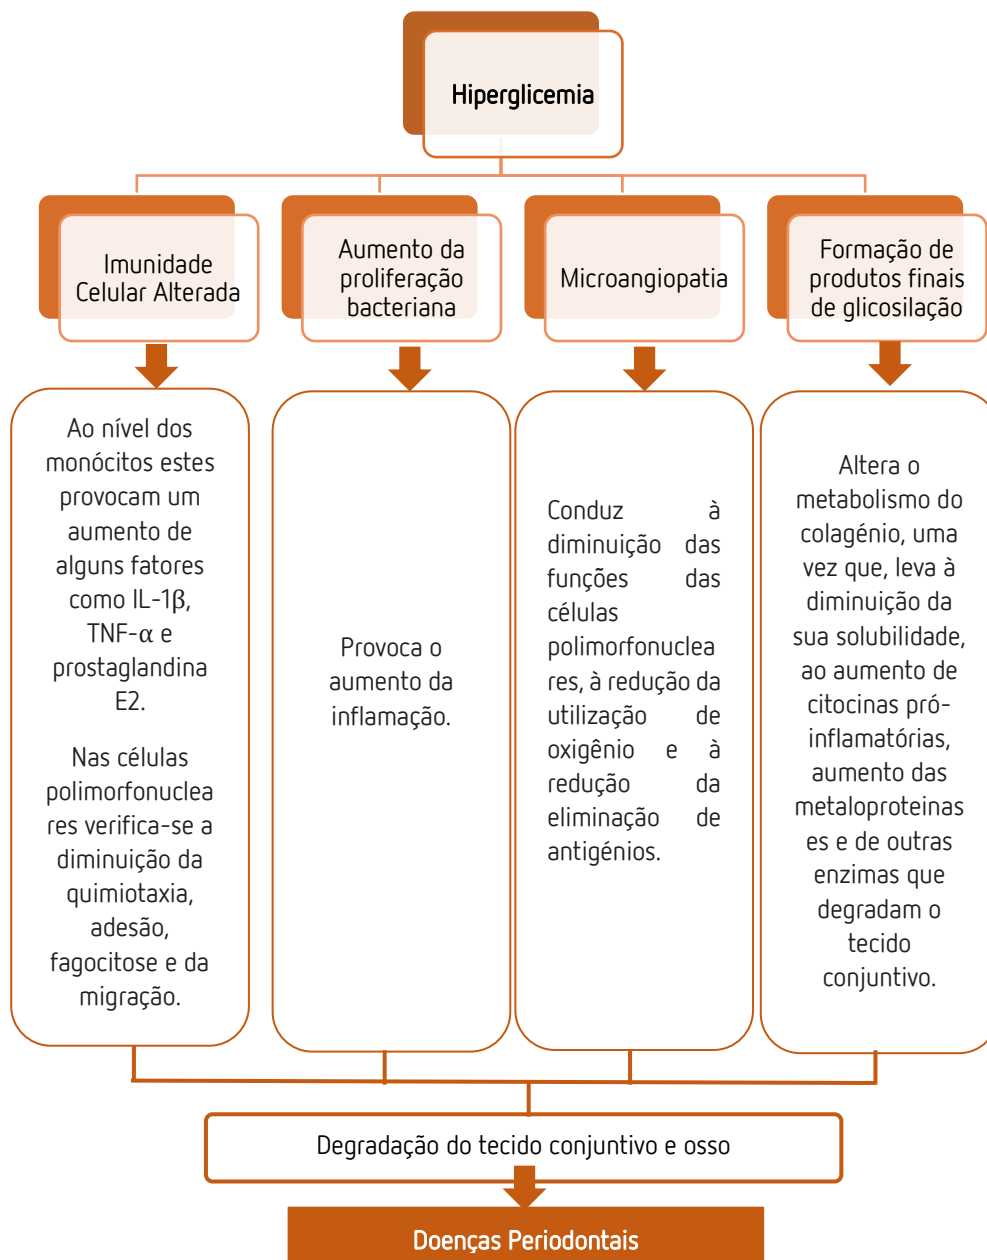 Hiperglicemia
Imunidade
Celular Alterada
Aumento da
proliferação
bacteriana
Microangiopatia
Formação de
produtos finais
de glicosilação
Ao nível dos
monócitos estes
provocam um
aumento de
alguns fatores
como IL-1β,
TNF-α e
prostaglandina
E2.
Nas células
polimorfonuclea
res verifica-se a
diminuição da
quimiotaxia,
adesão,
fagocitose e da
migração.
Provoca o
aumento da
inflamação.
Conduz à
diminuição das
funções das
células
polimorfonuclea
res, à redução da
utilização de
oxigênio e à
redução da
eliminação de
antigénios.
Altera o
metabolismo do
colagénio, uma
vez que, leva à
diminuição da
sua solubilidade,
ao aumento de
citocinas pró-
inflamatórias,
aumento das
metaloproteinas
es e de outras
enzimas que
degradam o
tecido
conjuntivo.
Degradação do tecido conjuntivo e osso
Doenças Periodontais